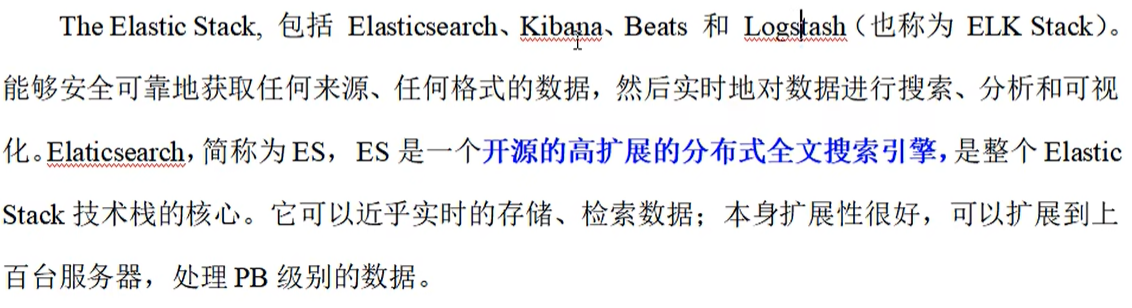 The Elastic Stack, 包括 Elasticsearch、Kibana、Beats 和 Logstash（也称为 ELK Stack）。
能够安全可靠地获取任何来源、任何格式的数据，然后实时地对数据进行搜索、分析和可视
化。Elaticsearch，简称为 ES， ES 是一个开源的高扩展的分布式全文搜索引擎，是整个 Elastic
Stack 技术栈的核心。它可以近乎实时的存储、检索数据；本身扩展性很好，可以扩展到上
百台服务器，处理 PB 级别的数据。